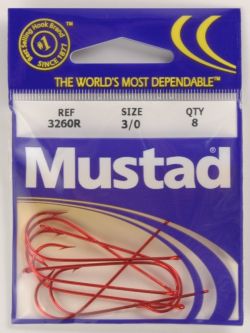 Best Selling Hook Brand
#1
SINCE 1877
THE WORLD'S MOST DEPENDABLE™
REF SIZE QTY
3260R 3/0 8
Mustad®